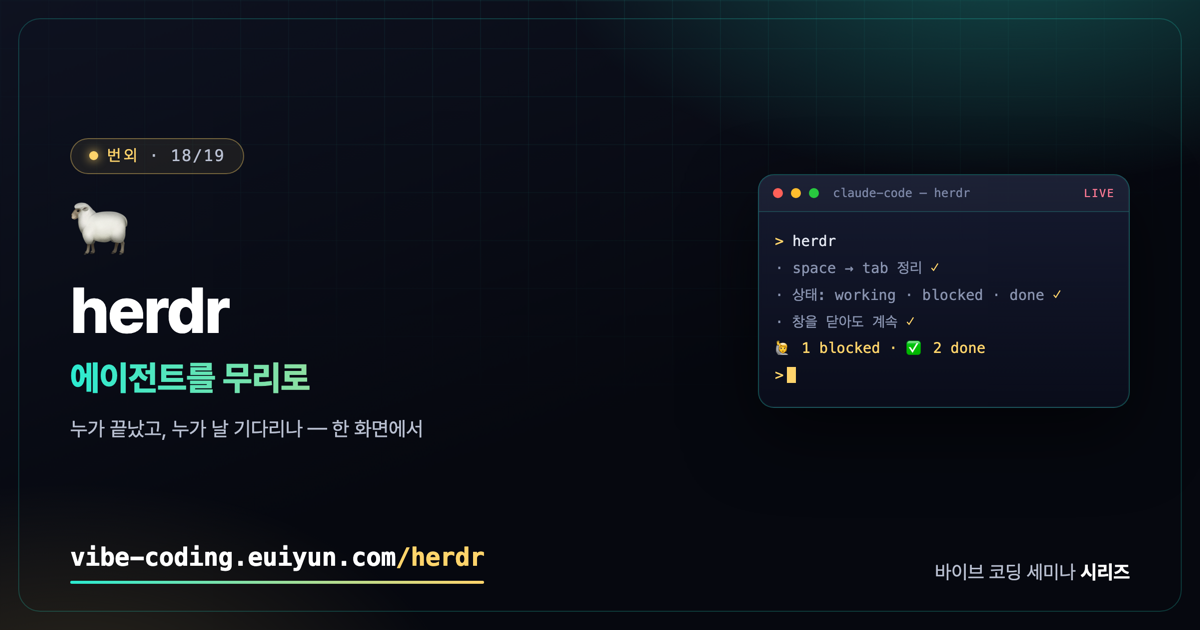 번외 · 18/19
herdr
에이전트를 무리로
누가 끝났고, 누가 날 기다리나 — 한 화면에서
vibe-coding.euiyun.com/herdr
claude-code — herdr LIVE
> herdr
· space → tab 정리 ✓
· 상태: working · blocked · done ✓
· 창을 닫아도 계속 ✓
🙋 1 blocked · ✅ 2 done
>
바이브 코딩 세미나 시리즈